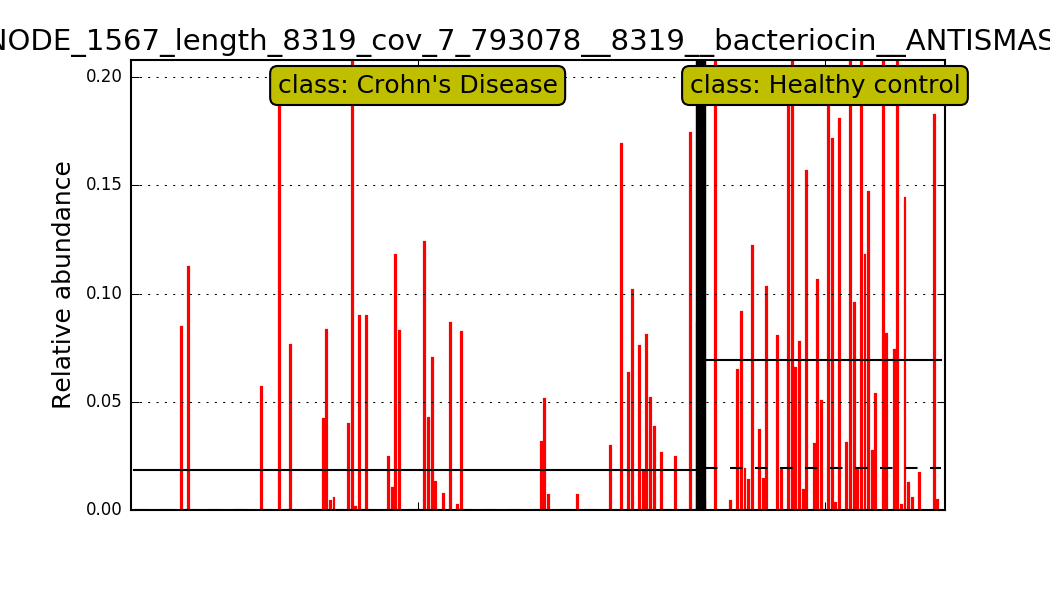 NODE_1567_length_8319_cov_7_793078__8319__bacteriocin__ANTISMAS
class: Crohn's Disease
class: Healthy control
Relative abundance
0.20
0.15
0.10
0.05
0.00